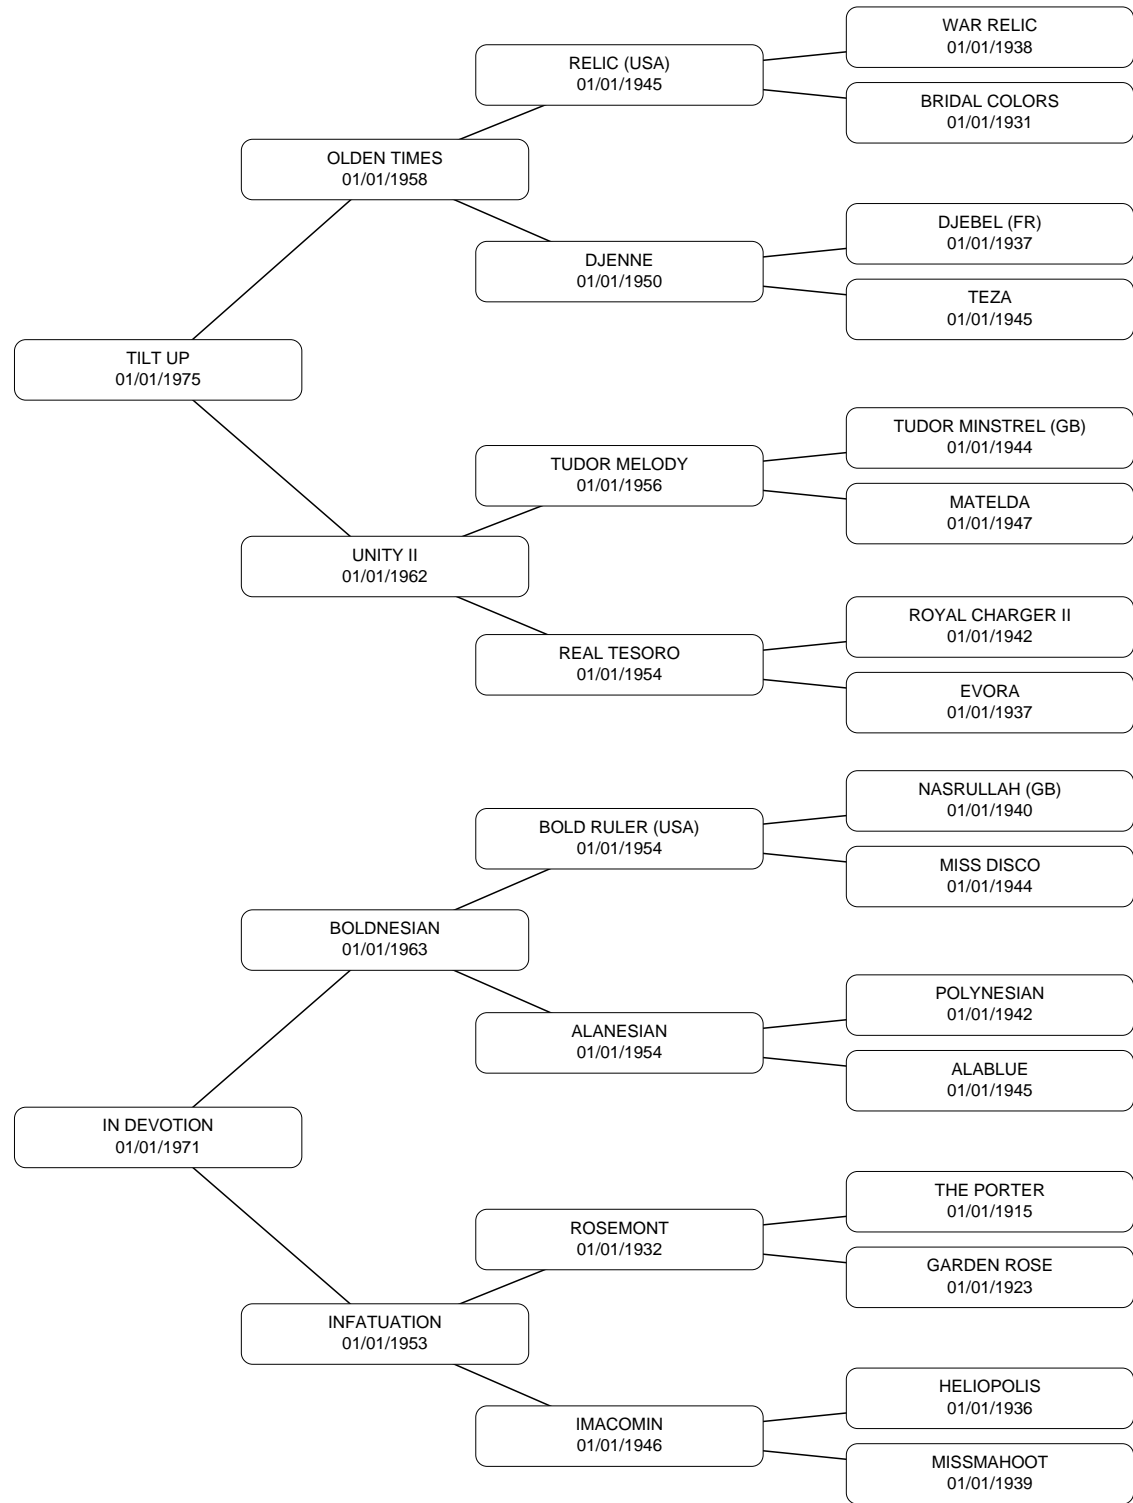 WAR RELIC
01/01/1938
RELIC (USA)
01/01/1945
BRIDAL COLORS
01/01/1931
OLDEN TIMES
01/01/1958
DJEBEL (FR)
01/01/1937
DJENNE
01/01/1950
TEZA
01/01/1945
TILT UP
01/01/1975
TUDOR MINSTREL (GB)
01/01/1944
TUDOR MELODY
01/01/1956
MATELDA
01/01/1947
UNITY II
01/01/1962
ROYAL CHARGER II
01/01/1942
REAL TESORO
01/01/1954
EVORA
01/01/1937
NASRULLAH (GB)
01/01/1940
BOLD RULER (USA)
01/01/1954
MISS DISCO
01/01/1944
BOLDNESIAN
01/01/1963
POLYNESIAN
01/01/1942
ALANESIAN
01/01/1954
ALABLUE
01/01/1945
IN DEVOTION
01/01/1971
THE PORTER
01/01/1915
ROSEMONT
01/01/1932
GARDEN ROSE
01/01/1923
INFATUATION
01/01/1953
HELIOPOLIS
01/01/1936
IMACOMIN
01/01/1946
MISSMAHOOT
01/01/1939